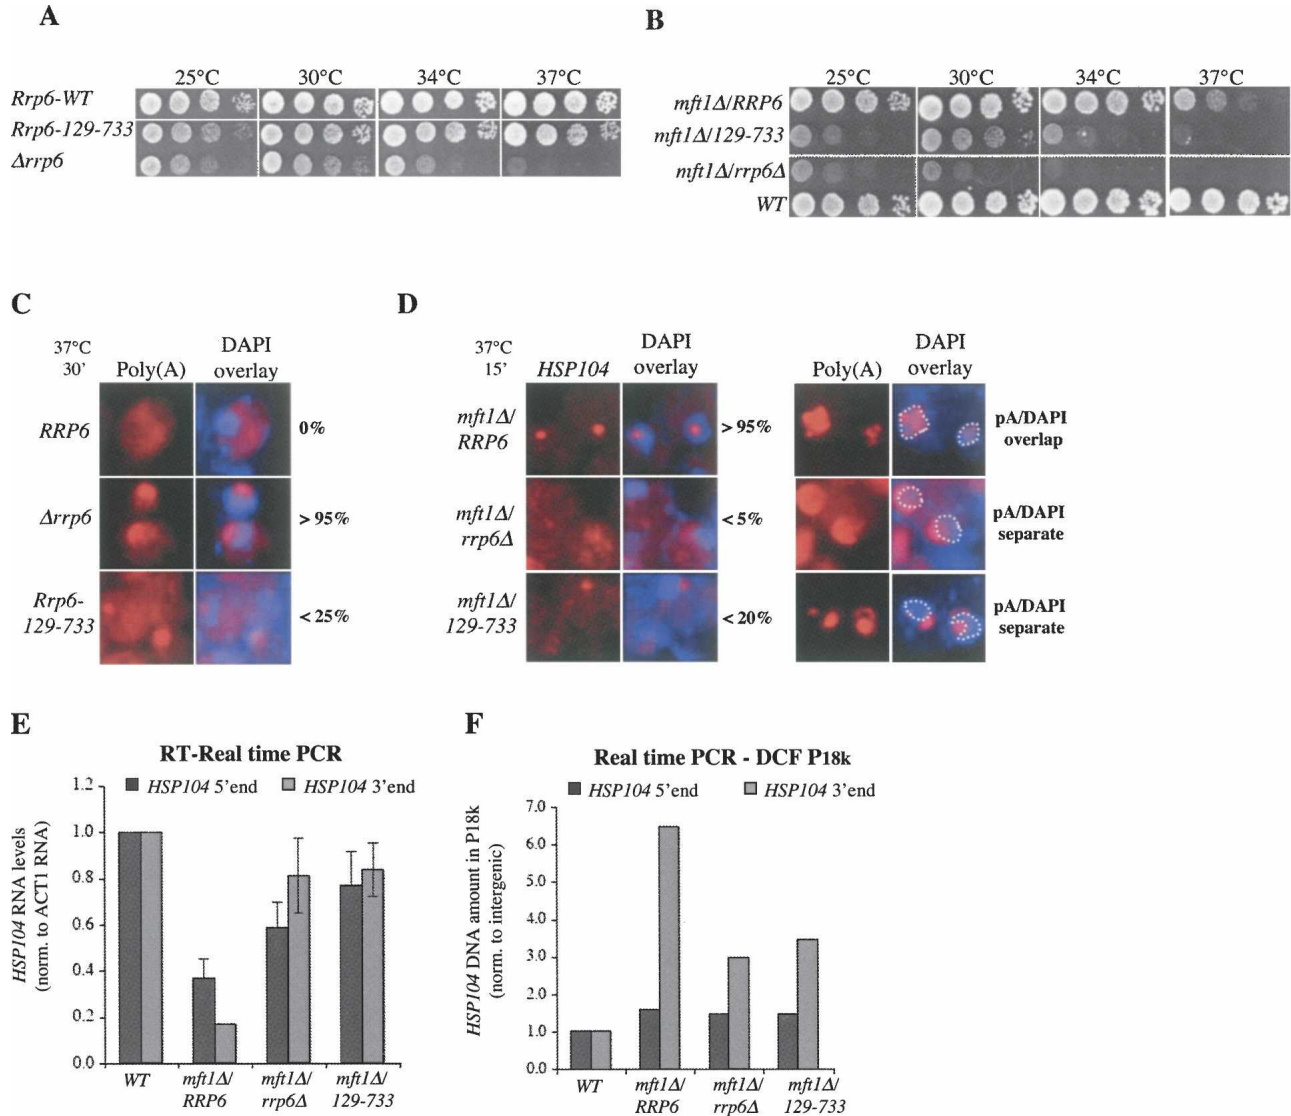 A
25°C 30°C 34°C 37°C
Rrp6-WT
Rrp6-129-733
Δrrp6
B
25°C 30°C 34°C 37°C
mft1Δ/RRP6
mft1Δ/129-733
mft1Δ/rrp6Δ
WT
C
37°C
30'
Poly(A)
DAPI
overlay
RRP6
0%
Δrrp6
> 95%
Rrp6-
129-733
< 25%
D
37°C
15'
HSP104
DAPI
overlay
Poly(A)
DAPI
overlay
mft1Δ/
RRP6
> 95%
pA/DAPI
overlap
mft1Δ/
rrp6Δ
< 5%
pA/DAPI
separate
mft1Δ/
129-733
< 20%
pA/DAPI
separate
E
RT-Real time PCR
HSP104 5'end HSP104 3'end
HSP104 RNA levels
(norm. to ACT1 RNA)
1.2
1.0
0.8
0.6
0.4
0.2
0.0
WT
mft1Δ/
RRP6
mft1Δ/
rrp6Δ
mft1Δ/
129-733
F
Real time PCR - DCF P18k
HSP104 5'end HSP104 3'end
HSP104 DNA amount in P18k
(norm. to intergenic)
7.0
6.0
5.0
4.0
3.0
2.0
1.0
0.0
WT
mft1Δ/
RRP6
mft1Δ/
rrp6Δ
mft1Δ/
129-733